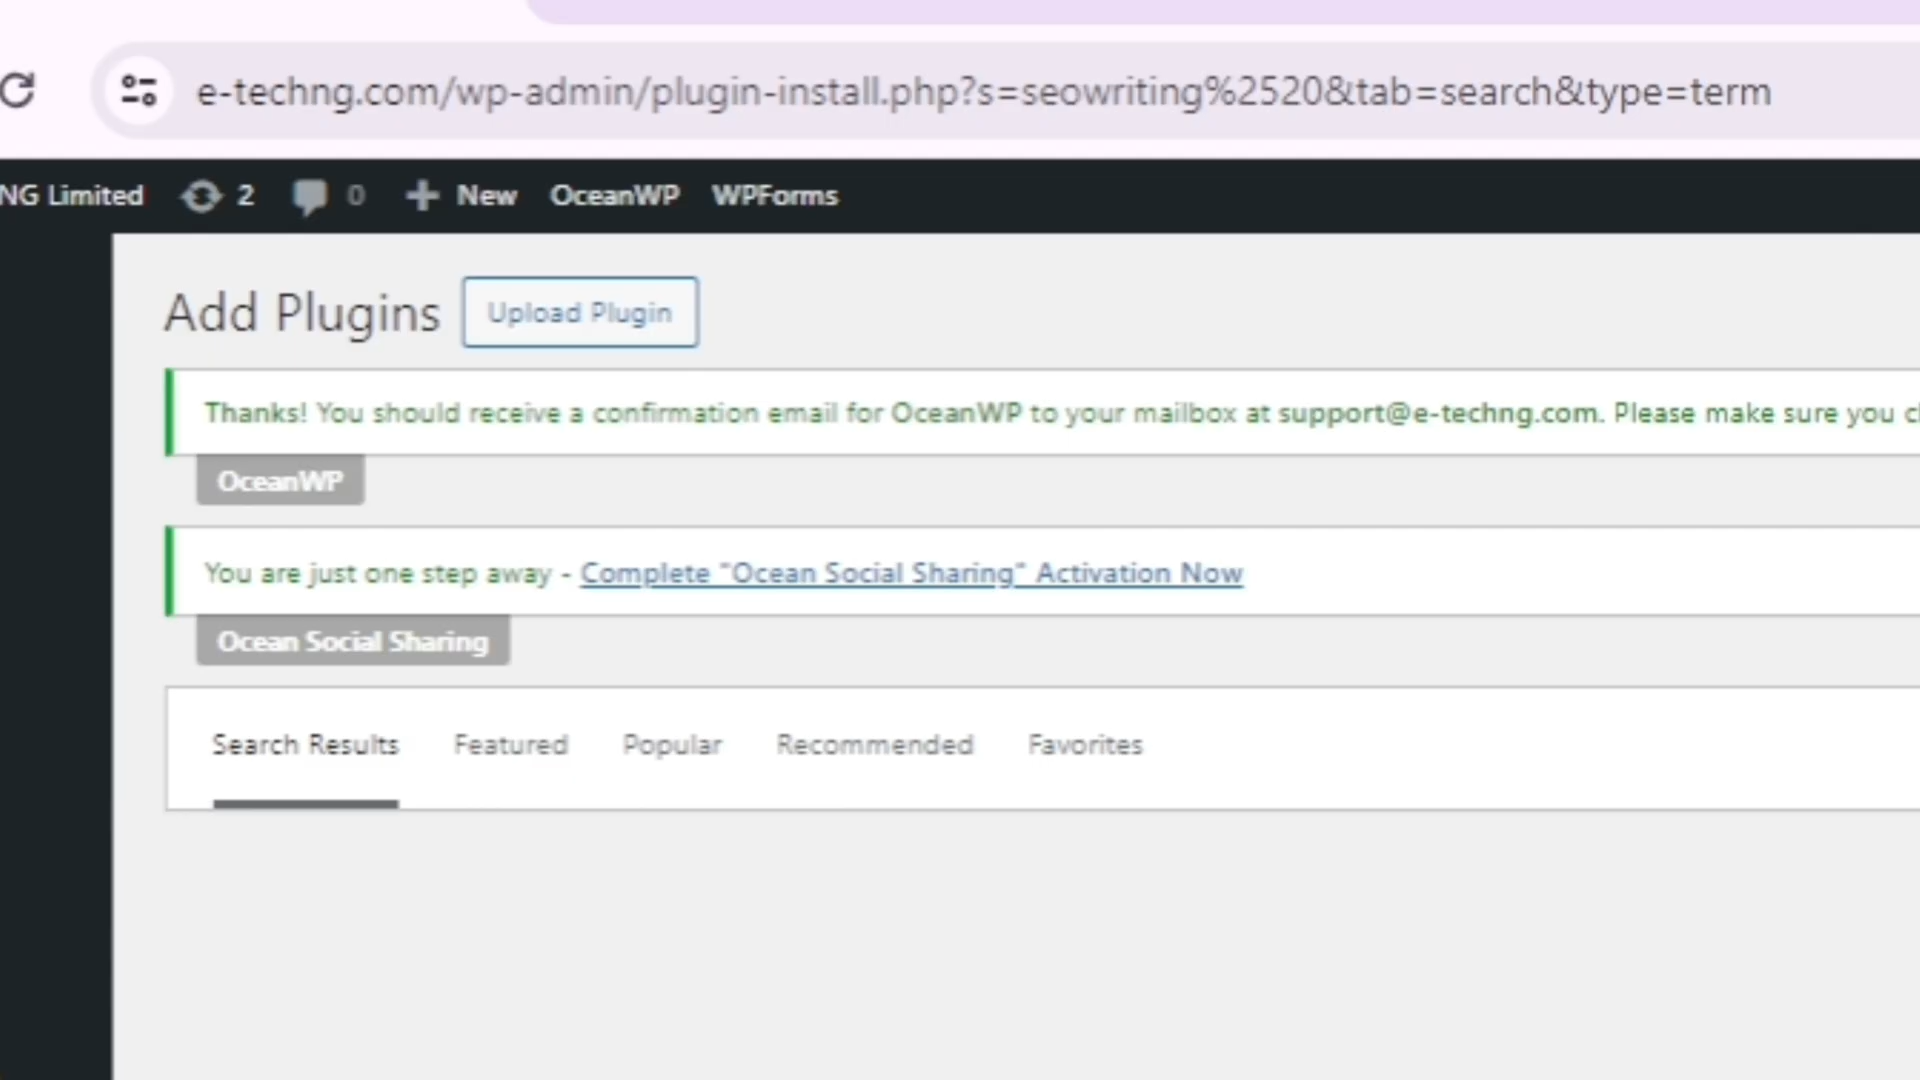 e-techng.com/wp-admin/plugin-install.php?s=seowriting%2520&tab=search&type=term
NG Limited 2 0 New OceanWP WPForms
Add Plugins Upload Plugin
Thanks! You should receive a confirmation email for OceanWP to your mailbox at support@e-techng.com. Please make sure you
OceanWP
You are just one step away - Complete "Ocean Social Sharing" Activation Now
Ocean Social Sharing
Search Results Featured Popular Recommended Favorites